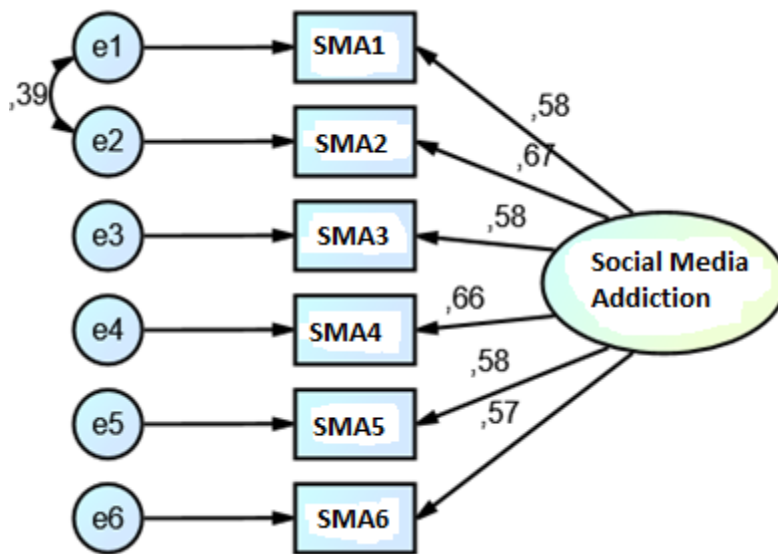 e1
SMA1
,39
,58
e2
SMA2
,67
e3
SMA3
,58
Social Media
Addiction
e4
SMA4
,66
e5
SMA5
,58
,57
e6
SMA6